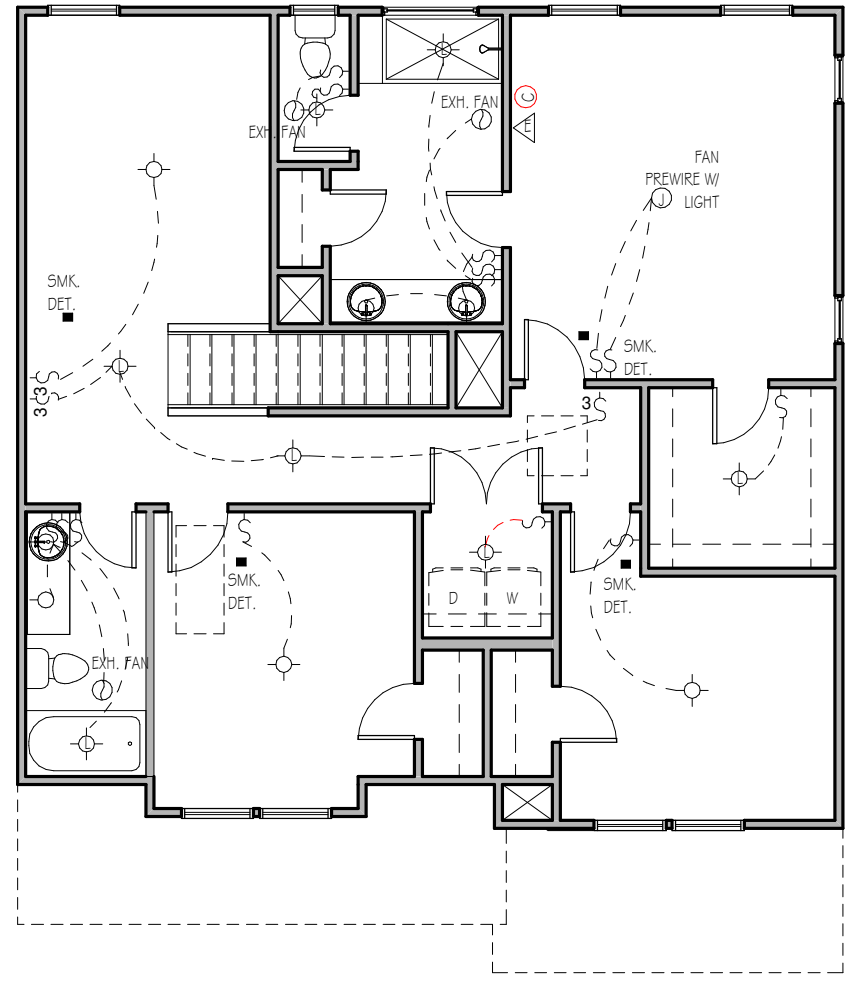 L
EXH. FAN
C
L
EXH. FAN
E
FAN
PREWIRE W/
J
LIGHT
SMK.
DET.
SMK.
DET.
L
3
3
3
L
L
D
W
SMK.
DET.
SMK.
DET.
L
L
EXH. FAN
L